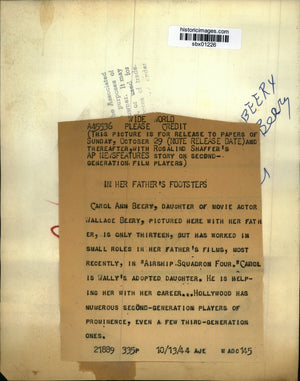 historicimages.com
sbx01226
BEERY
Beery
WIDE WORLD
A45536 PLEASE CREDIT
(THIS PICTURE IS FOR RELEASE TO PAPERS OF
SUNDAY, OCTOBER 29 (NOTE RELEASE DATE)AND
THEREAFTER,WITH ROSALIND SHAFFER'S
AP NEWSFEATURES STORY ON SECOND-
GENERATION FILM PLAYERS)
IN HER FATHER'S FOOTSTEPS
CAROL ANN BEERY, DAUGHTER OF MOVIE ACTOR
WALLACE BEERY, PICTURED HERE WITH HER FATH
ER, IS ONLY THIRTEEN, BUT HAS WORKED IN
SMALL ROLES IN HER FATHER'S FILMS, MOST
RECENTLY, IN "AIRSHIP SQUADRON FOUR." CAROL
IS WALLY'S ADOPTED DAUGHTER. HE IS HELP-
ING HER WITH HER CAREER...HOLLYWOOD HAS
NUMEROUS SECOND-GENERATION PLAYERS OF
PROMINENCE, EVEN A FEW THIRD-GENERATION
ONES.
21889 335P 10/13/44 AJE W ADC 145